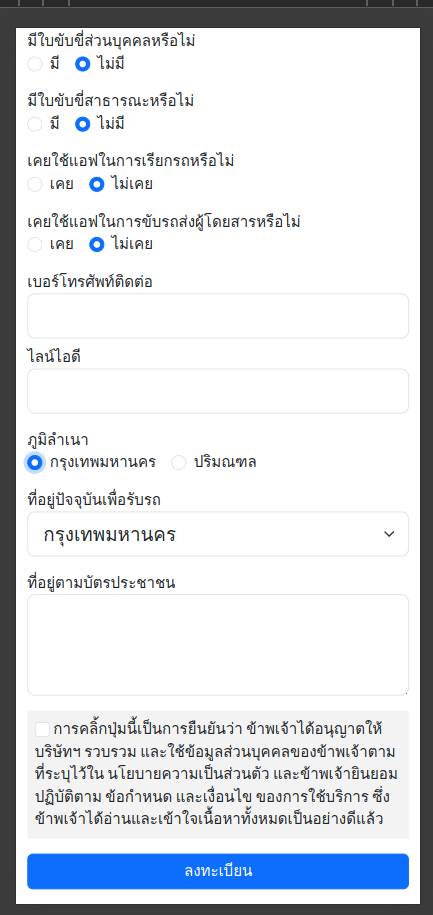 มีใบขับขี่ส่วนบุคคลหรือไม่
มี ไม่มี
มีใบขับขี่สาธารณะหรือไม่
มี ไม่มี
เคยใช้แอฟในการเรียกรถหรือไม่
เคย ไม่เคย
เคยใช้แอฟในการขับรถส่งผู้โดยสารหรือไม่
เคย ไม่เคย
เบอร์โทรศัพท์ติดต่อ
ไลน์ไอดี
ภูมิลำเนา
กรุงเทพมหานคร ปริมณฑล
ที่อยู่ปัจจุบันเพื่อรับรถ
กรุงเทพมหานคร
ที่อยู่ตามบัตรประชาชน
การคลิ้กปุ่มนี้เป็นการยืนยันว่า ข้าพเจ้าได้อนุญาตให้
บริษัทฯ รวบรวม และใช้ข้อมูลส่วนบุคคลของข้าพเจ้าตาม
ที่ระบุไว้ใน นโยบายความเป็นส่วนตัว และข้าพเจ้ายินยอม
ปฏิบัติตาม ข้อกำหนด และเงื่อนไข ของการใช้บริการ ซึ่ง
ข้าพเจ้าได้อ่านและเข้าใจเนื้อหาทั้งหมดเป็นอย่างดีแล้ว
ลงทะเบียน